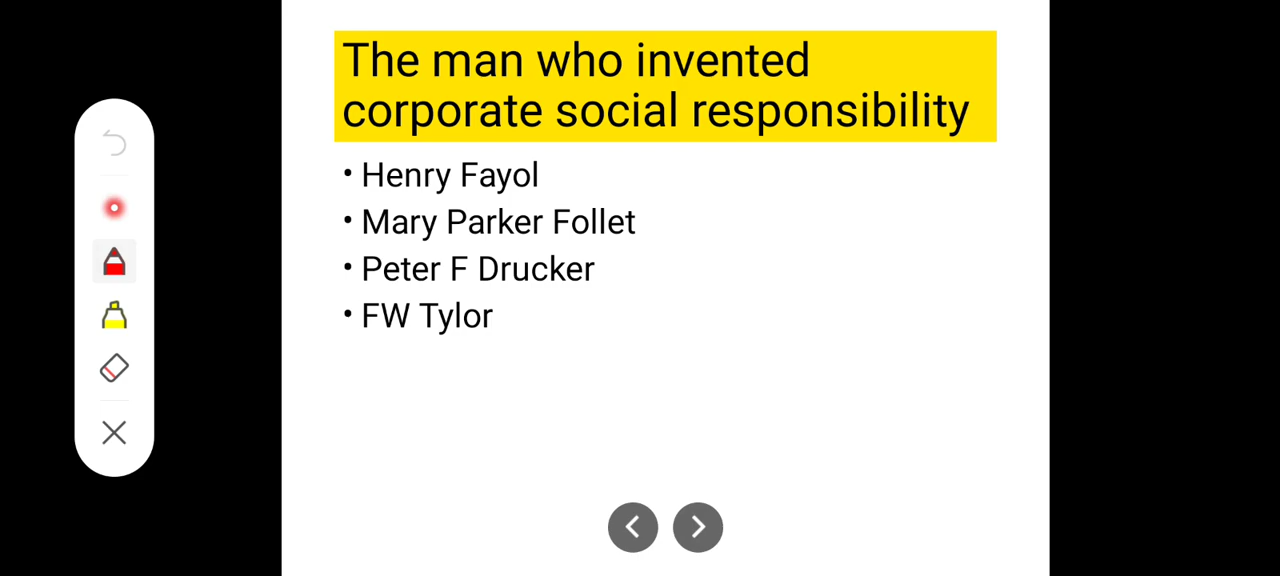 The man who invented
corporate social responsibility
• Henry Fayol
• Mary Parker Follet
• Peter F Drucker
• FW Tylor